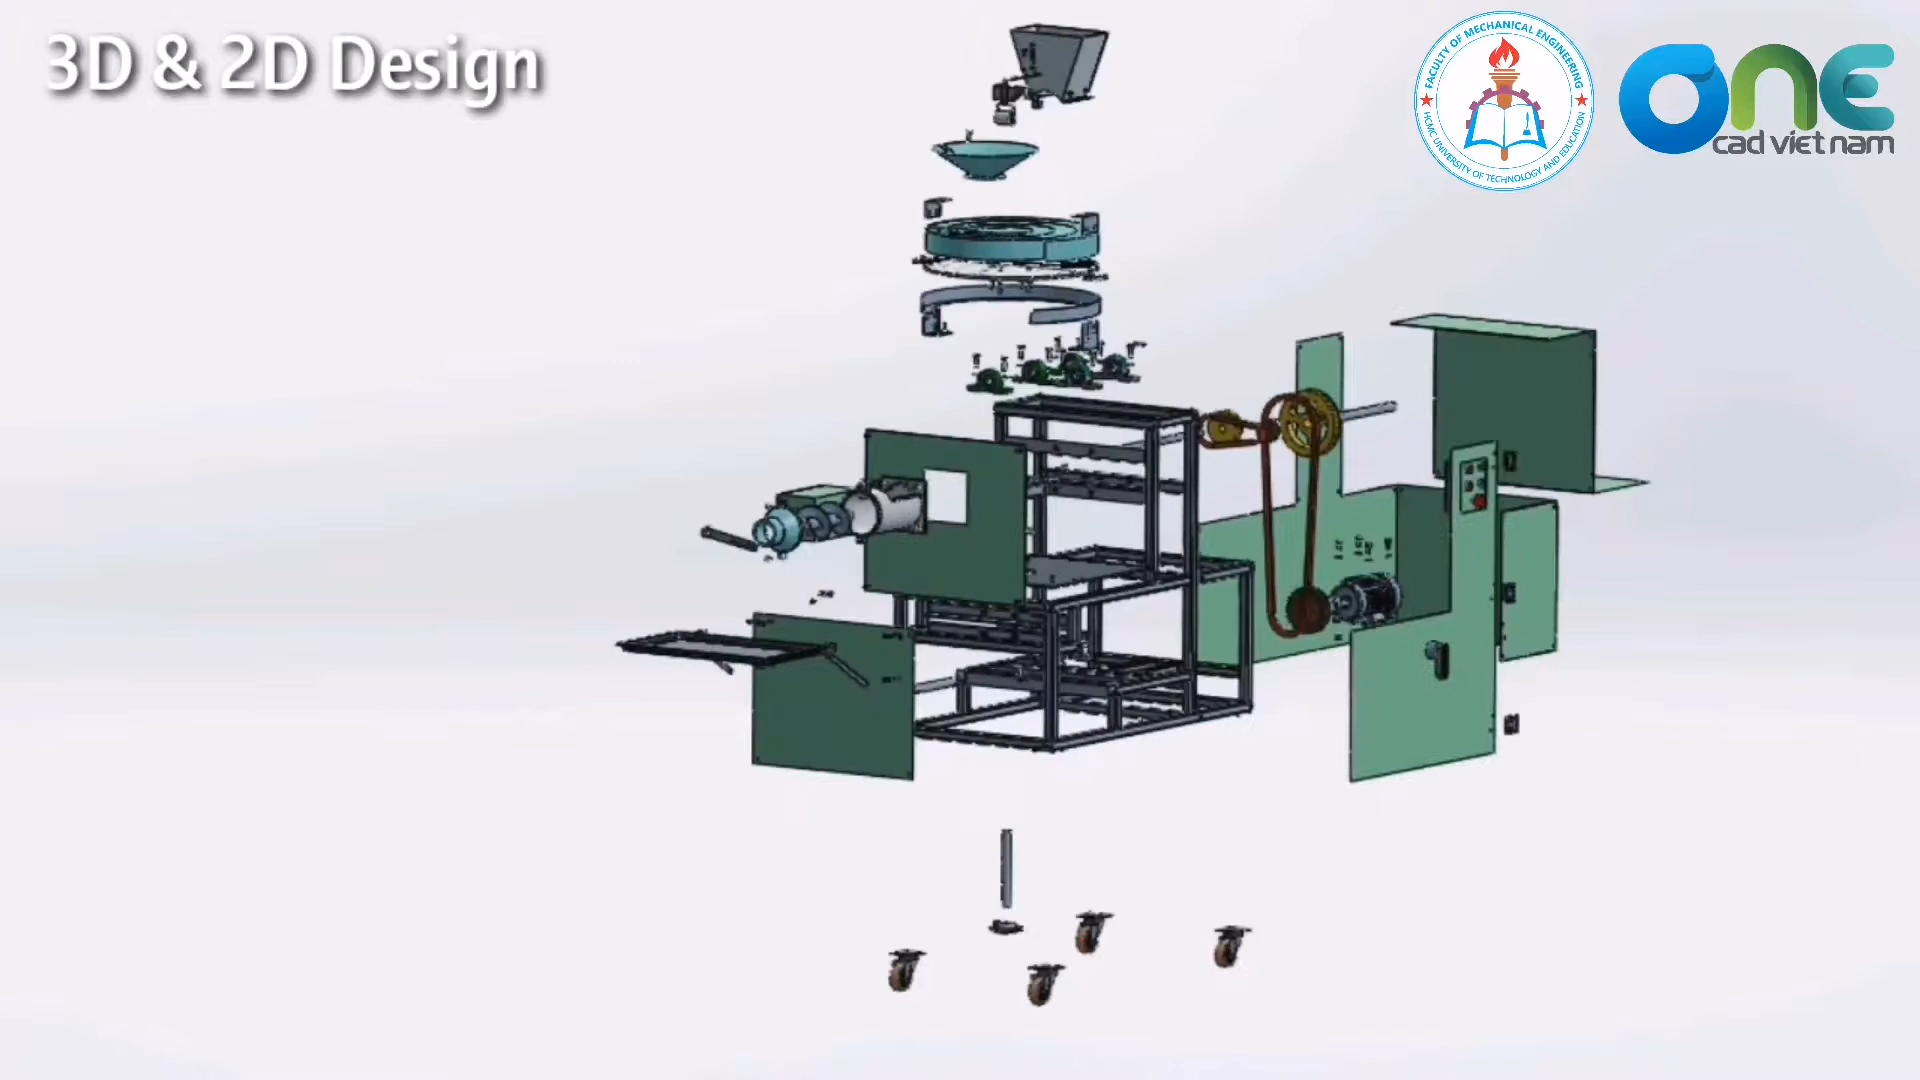 3D & 2D Design
FACULTY OF MECHANICAL ENGINEERING
HCMC UNIVERSITY OF TECHNOLOGY AND EDUCATION
one
cad viet nam